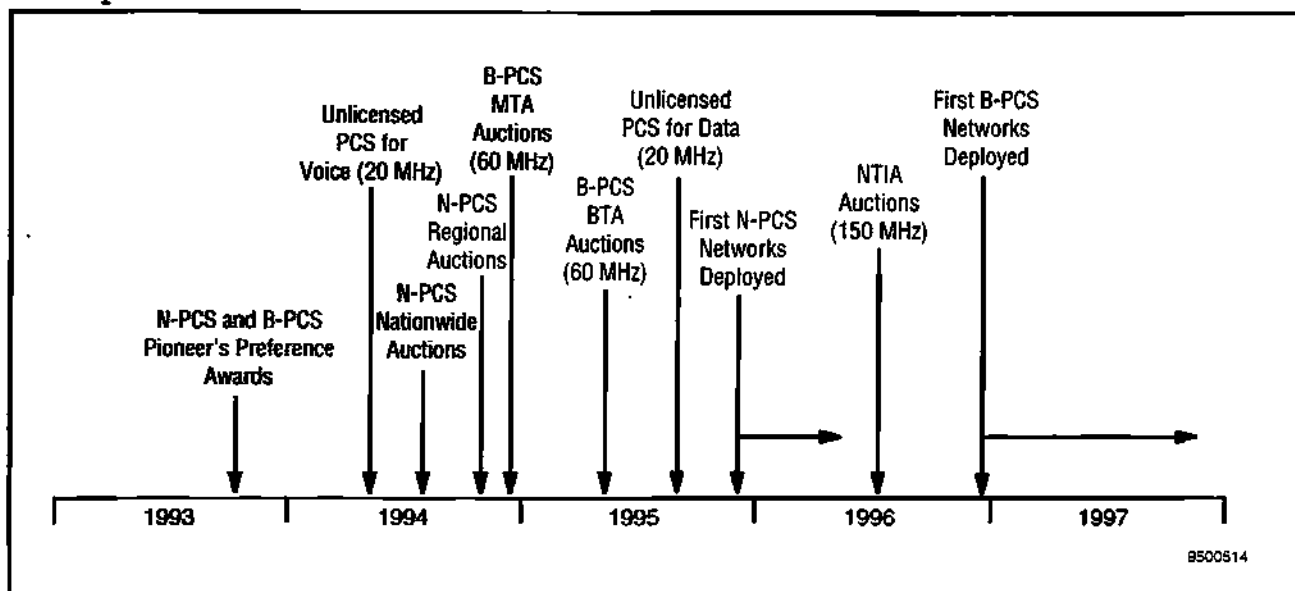 N-PCS and B-PCS
Pioneer's Preference
Awards
Unlicensed
PCS for
Voice (20 MHz)
N-PCS
Nationwide
Auctions
N-PCS
Regional
Auctions
B-PCS
MTA
Auctions
(60 MHz)
B-PCS
BTA
Auctions
(60 MHz)
Unlicensed
PCS for Data
(20 MHz)
First N-PCS
Networks
Deployed
NTIA
Auctions
(150 MHz)
First B-PCS
Networks
Deployed
1993
1994
1995
1996
1997
9500514